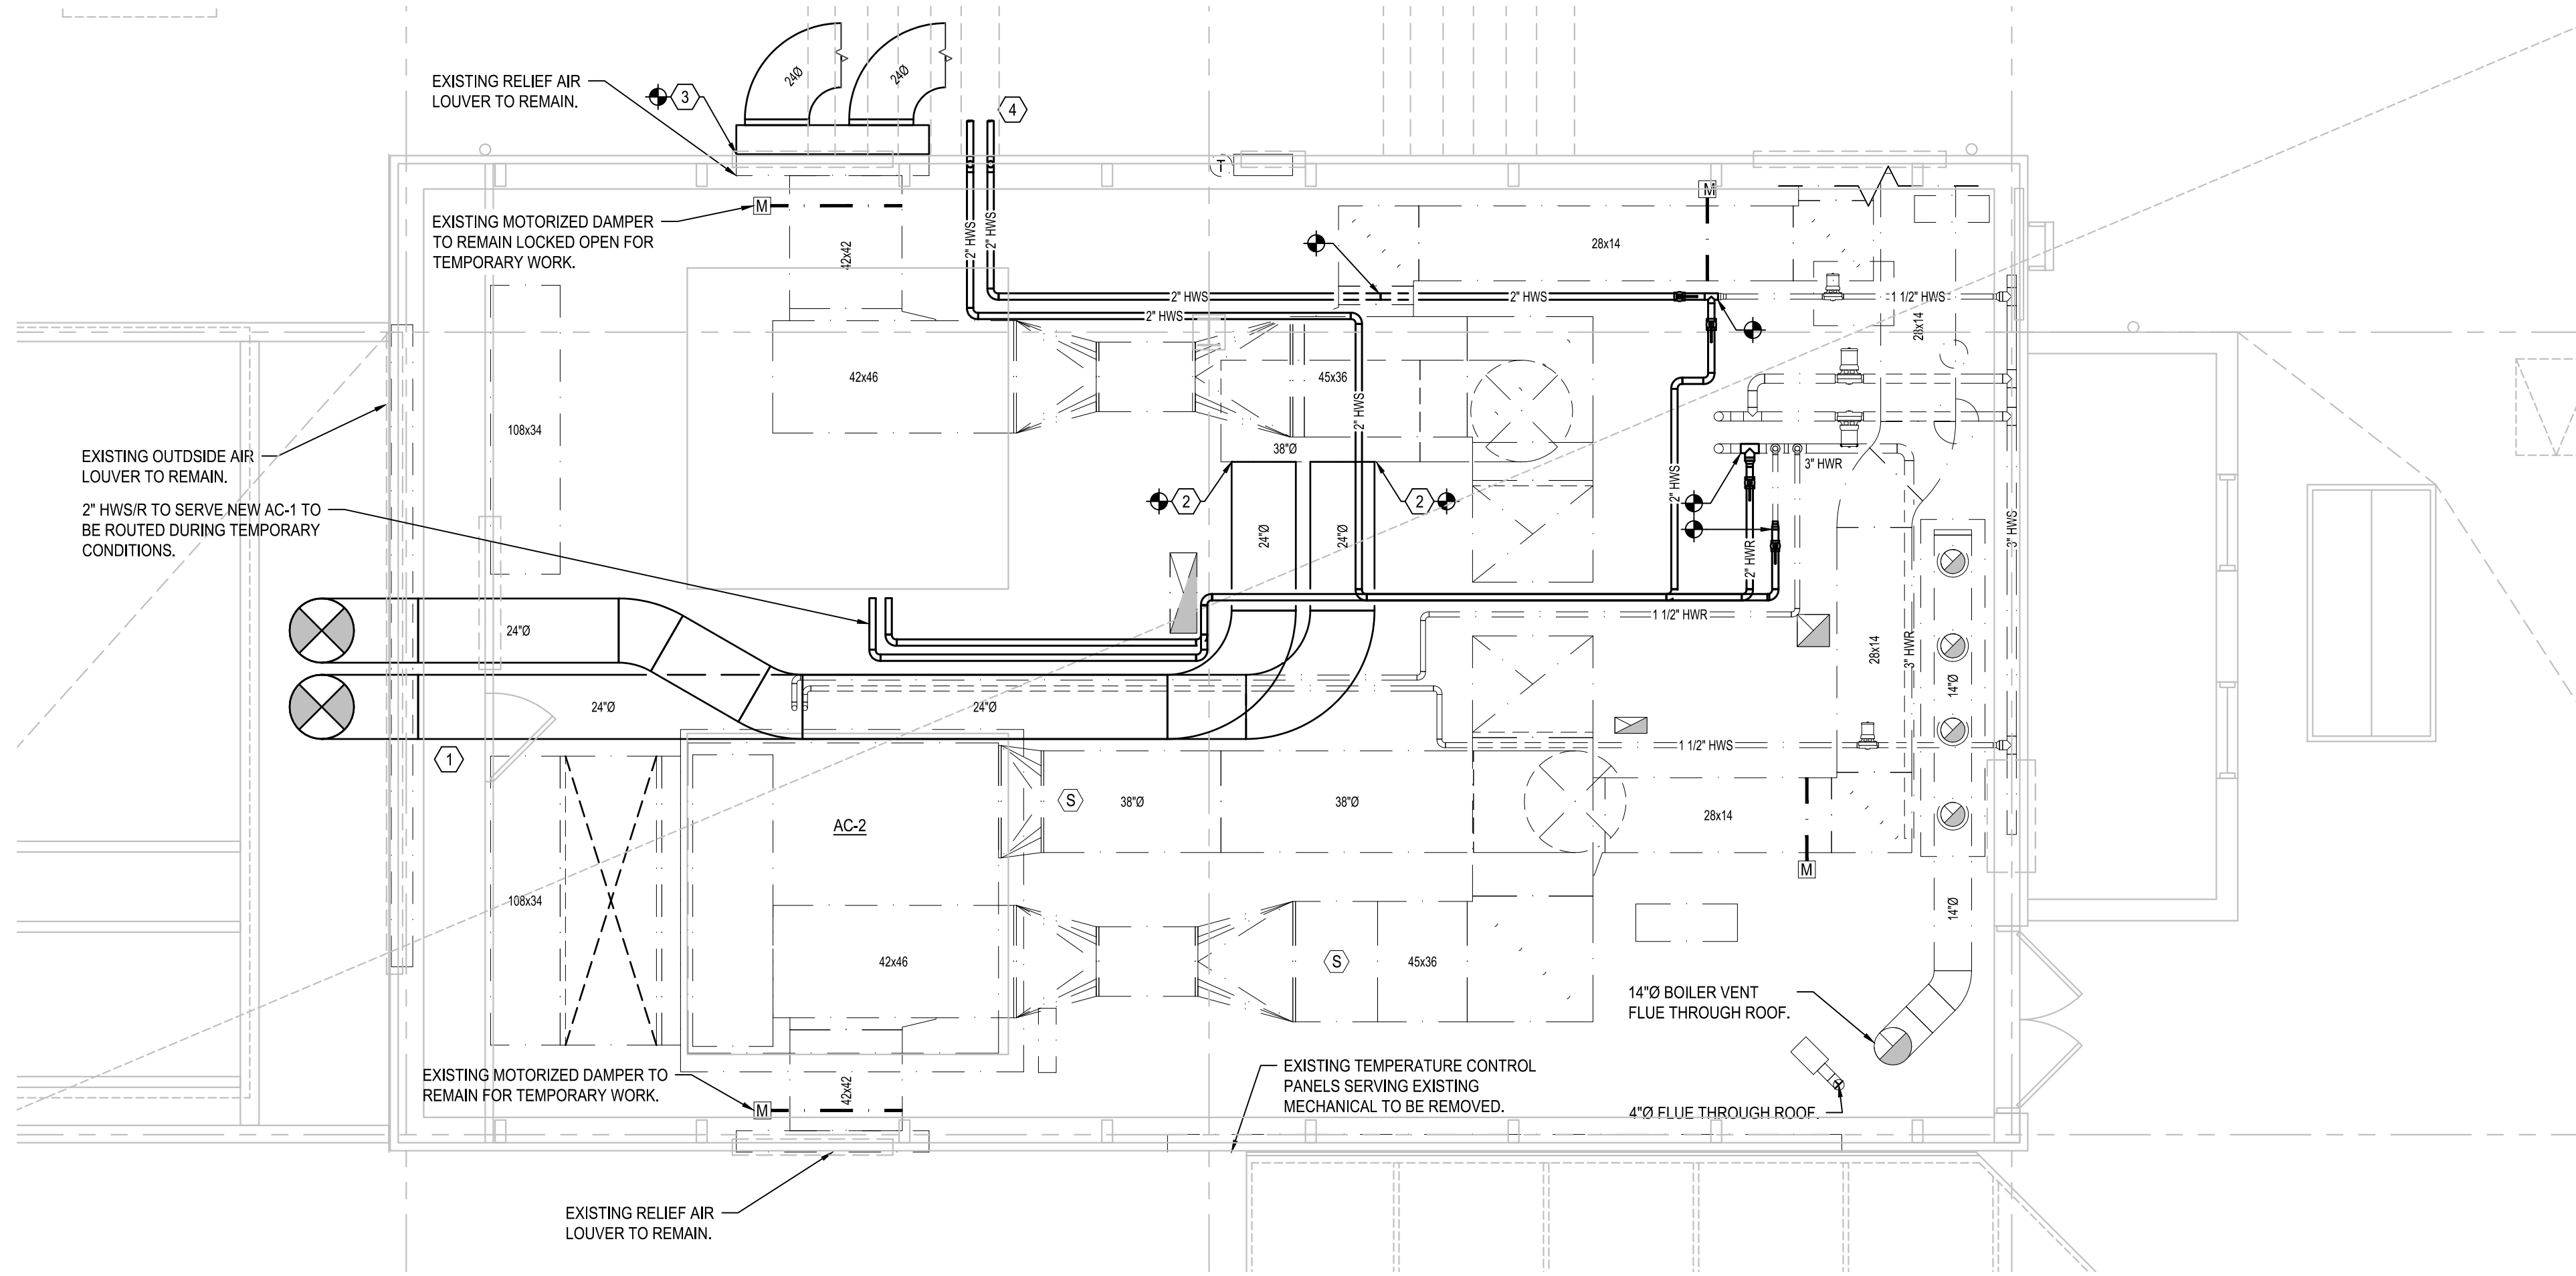 EXISTING RELIEF AIR
LOUVER TO REMAIN.
3
24Ø
24Ø
4
EXISTING MOTORIZED DAMPER
TO REMAIN LOCKED OPEN FOR
TEMPORARY WORK.
M
42x42
2" HWS
2" HWS
T
M
28x14
2" HWS
2" HWS
1 1/2" HWS
2" HWS
28x14
42x46
45x36
2" HWS
108x34
38"Ø
3" HWR
EXISTING OUTDSIDE AIR
LOUVER TO REMAIN.
2" HWS/R TO SERVE NEW AC-1 TO
BE ROUTED DURING TEMPORARY
CONDITIONS.
2
2
24"Ø
24"Ø
2" HWS
2" HWR
3" HWS
1 1/2" HWR
24"Ø
28x14
3" HWR
14"Ø
24"Ø
24"Ø
1
1 1/2" HWS
S
38"Ø
38"Ø
28x14
AC-2
M
108x34
14"Ø
42x46
S
45x36
14"Ø BOILER VENT
FLUE THROUGH ROOF.
EXISTING MOTORIZED DAMPER TO
REMAIN FOR TEMPORARY WORK.
M
42x42
EXISTING TEMPERATURE CONTROL
PANELS SERVING EXISTING
MECHANICAL TO BE REMOVED.
4"Ø FLUE THROUGH ROOF.
EXISTING RELIEF AIR
LOUVER TO REMAIN.